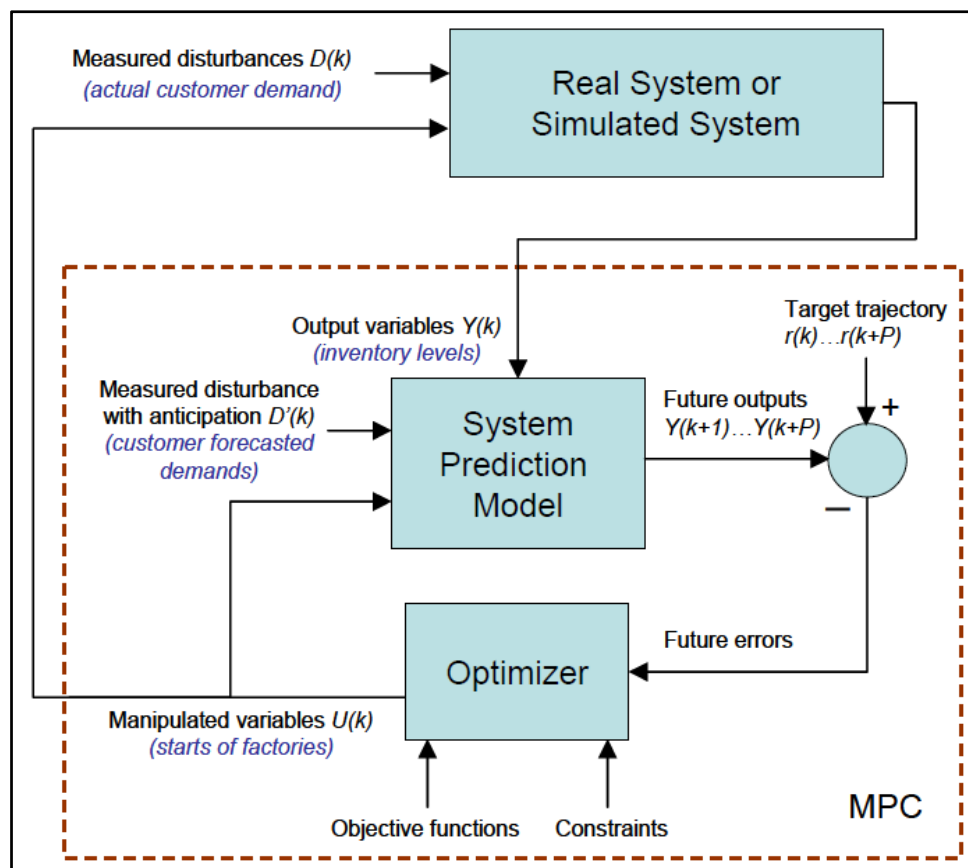 Measured disturbances D(k)
(actual customer demand)
Real System or
Simulated System
Target trajectory
r(k)...r(k+P)
Output variables Y(k)
(inventory levels)
Measured disturbance
with anticipation D'(k)
(customer forecasted
demands)
System
Prediction
Model
Future outputs
Y(k+1)...Y(k+P)
+
–
Optimizer
Future errors
Manipulated variables U(k)
(starts of factories)
Objective functions
Constraints
MPC